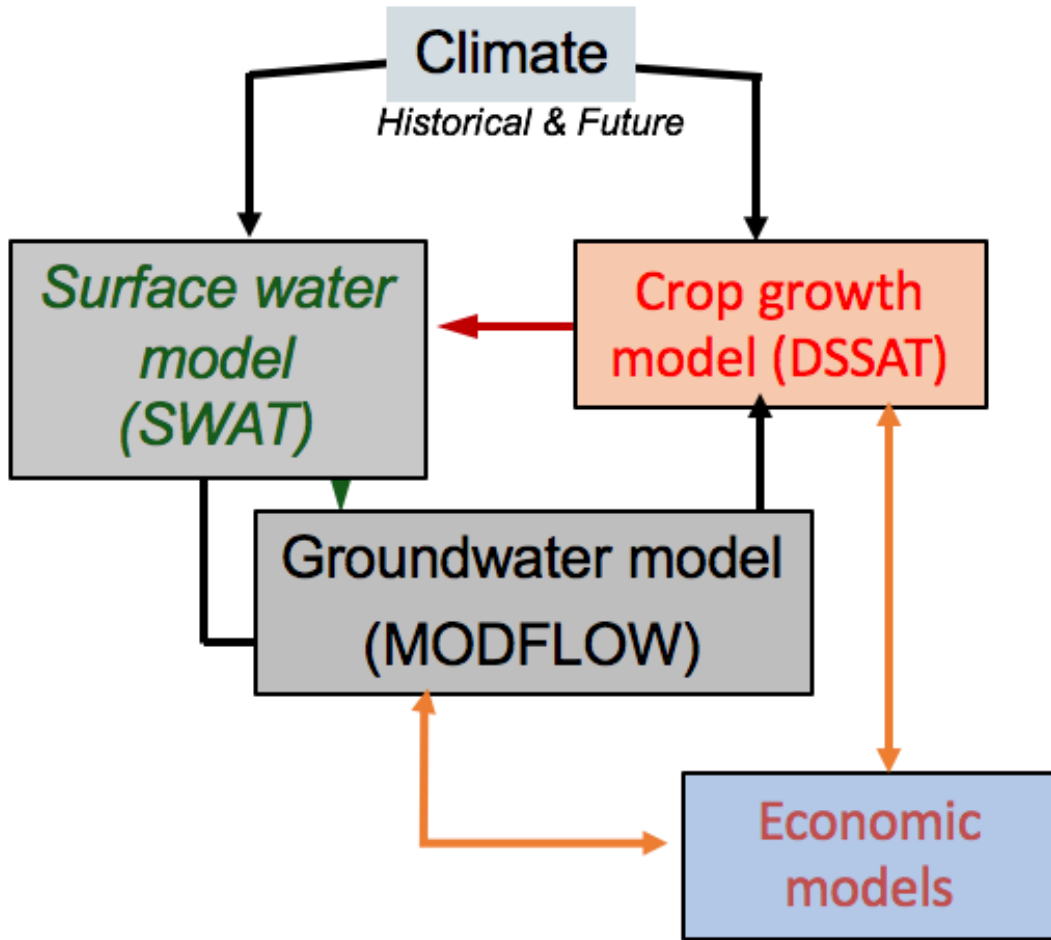 Climate
Historical & Future
Surface water
model
(SWAT)
Crop growth
model (DSSAT)
Groundwater model
(MODFLOW)
Economic
models